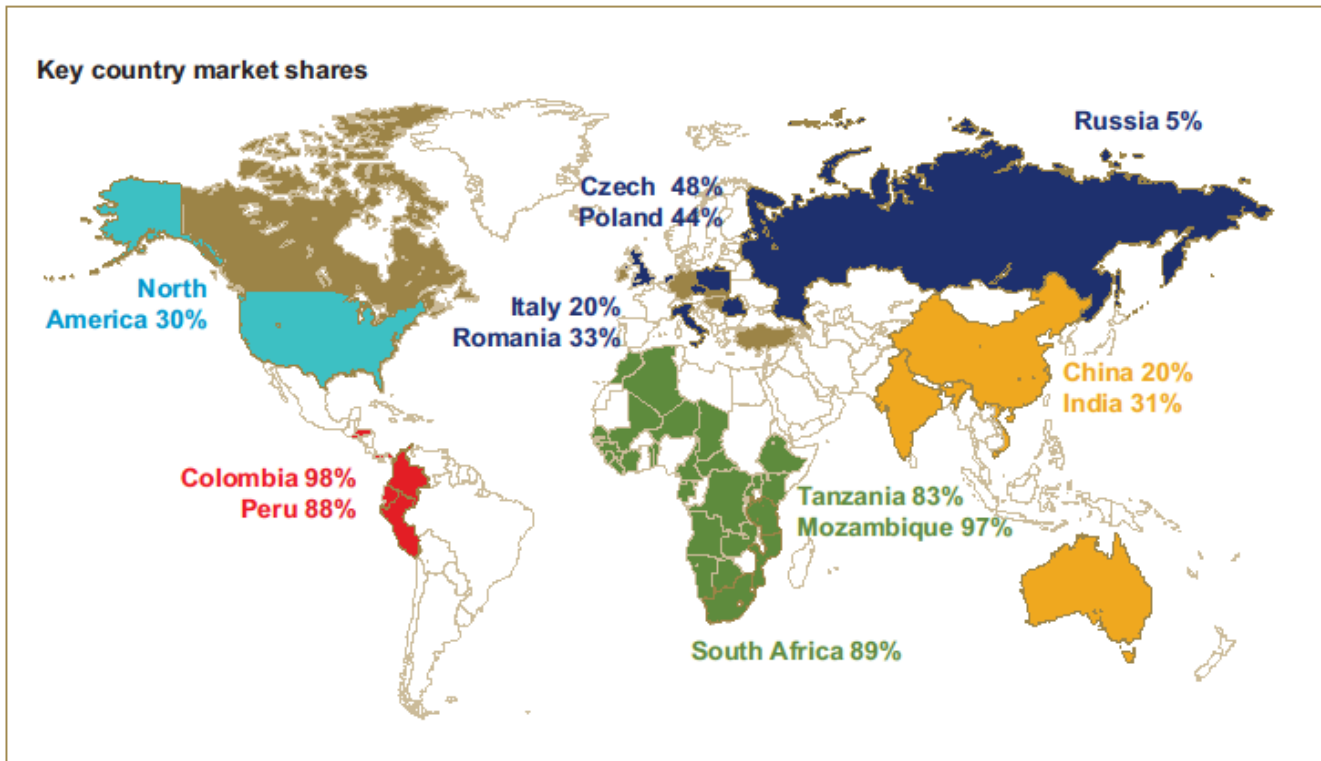 Key country market shares
Russia 5%
Czech 48%
Poland 44%
North
America 30%
Italy 20%
Romania 33%
China 20%
India 31%
Colombia 98%
Peru 88%
Tanzania 83%
Mozambique 97%
South Africa 89%